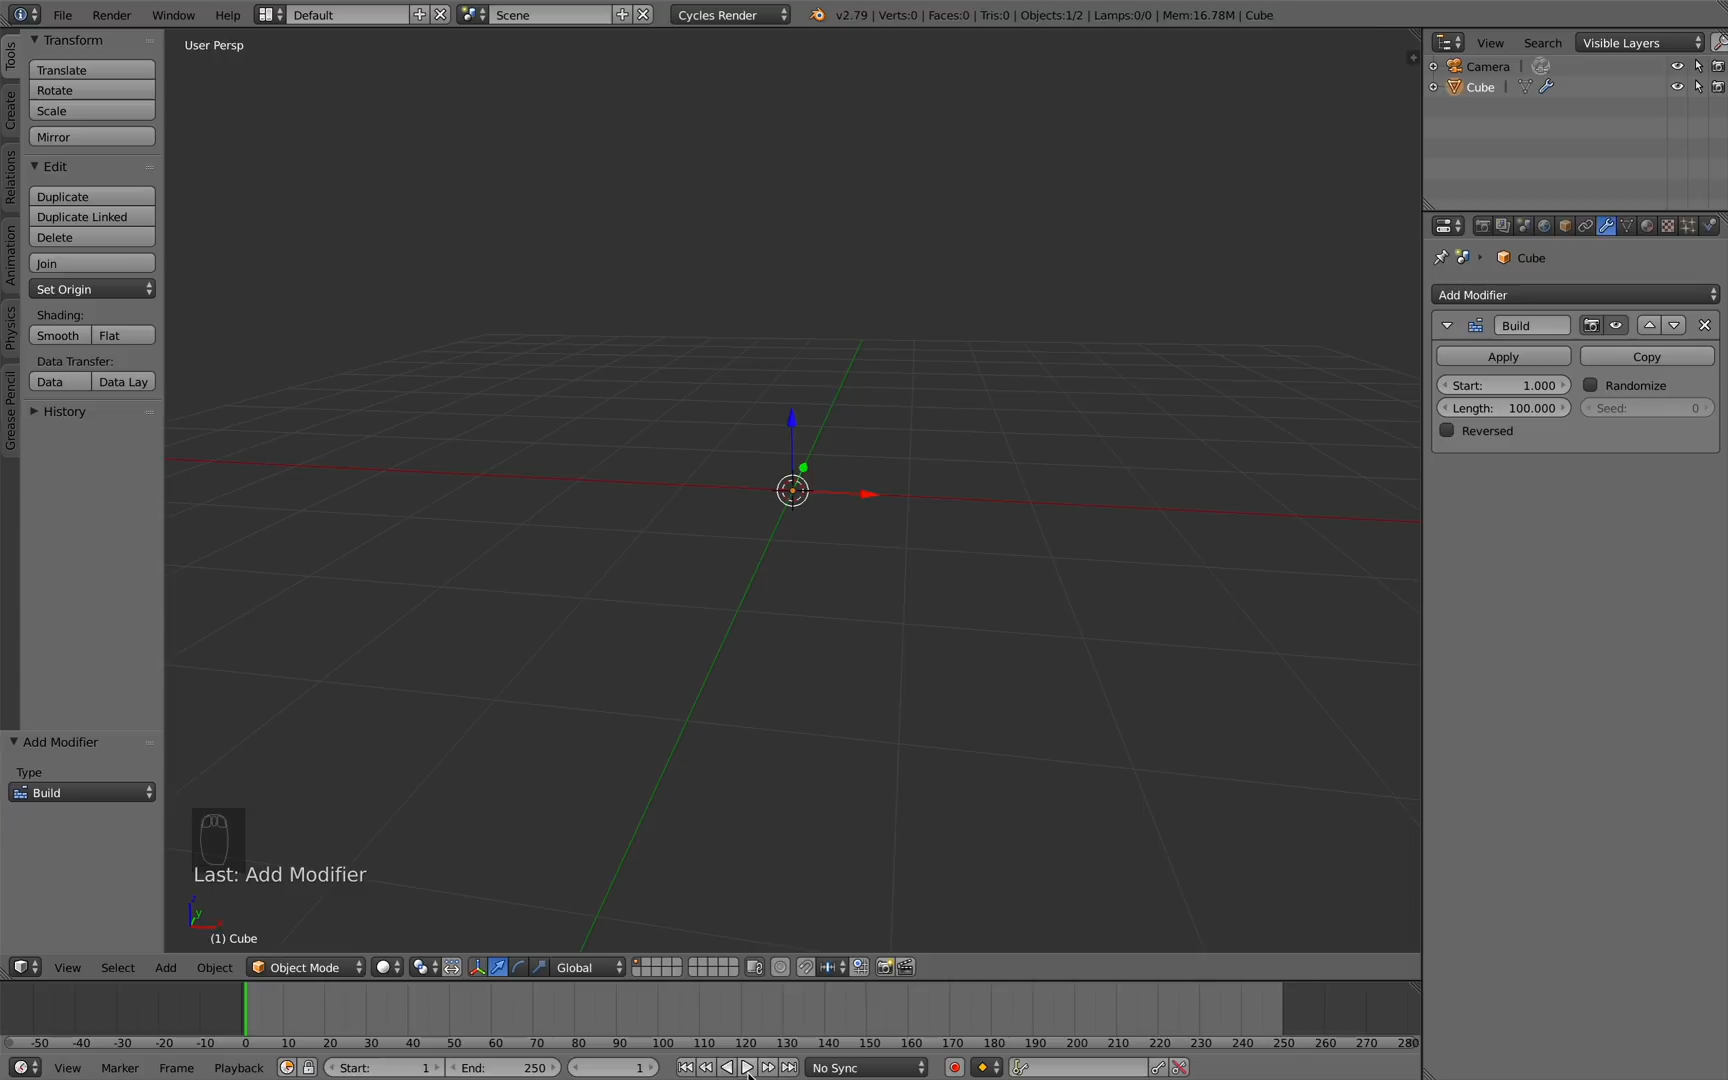 File Render Window Help Default Scene Cycles Render v2.79 | Verts:0 | Faces:0 | Tris:0 | Objects:1/2 | Lamps:0/0 | Mem:16.78M | Cube
Tools
Create
Relations
Animation
Physics
Grease Pencil
Transform
Translate
Rotate
Scale
Mirror
Edit
Duplicate
Duplicate Linked
Delete
Join
Set Origin
Shading:
Smooth Flat
Data Transfer:
Data Data Lay
History
Add Modifier
Type
Build
User Persp
Last: Add Modifier
z
y
(1) Cube
View Search Visible Layers
Camera
Cube
Cube
Add Modifier
Build
Apply Copy
Start: 1.000 Randomize
Length: 100.000 Seed: 0
Reversed
View Select Add Object Object Mode Global
-50 -40 -30 -20 -10 0 10 20 30 40 50 60 70 80 90 100 110 120 130 140 150 160 170 180 190 200 210 220 230 240 250 260 270 280
View Marker Frame Playback Start: 1 End: 250 1 No Sync